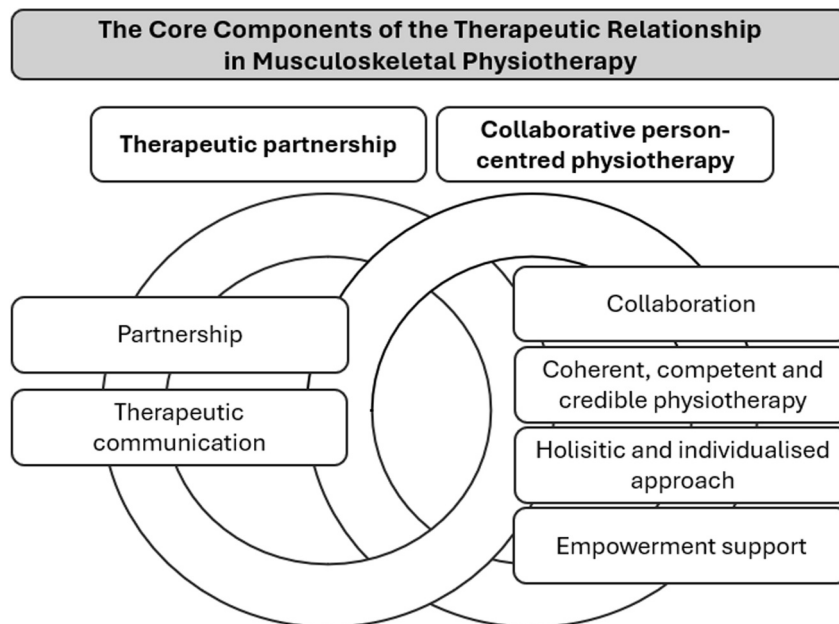 The Core Components of the Therapeutic Relationship
in Musculoskeletal Physiotherapy
Therapeutic partnership
Collaborative person-
centred physiotherapy
Partnership
Therapeutic
communication
Collaboration
Coherent, competent and
credible physiotherapy
Holisitic and individualised
approach
Empowerment support